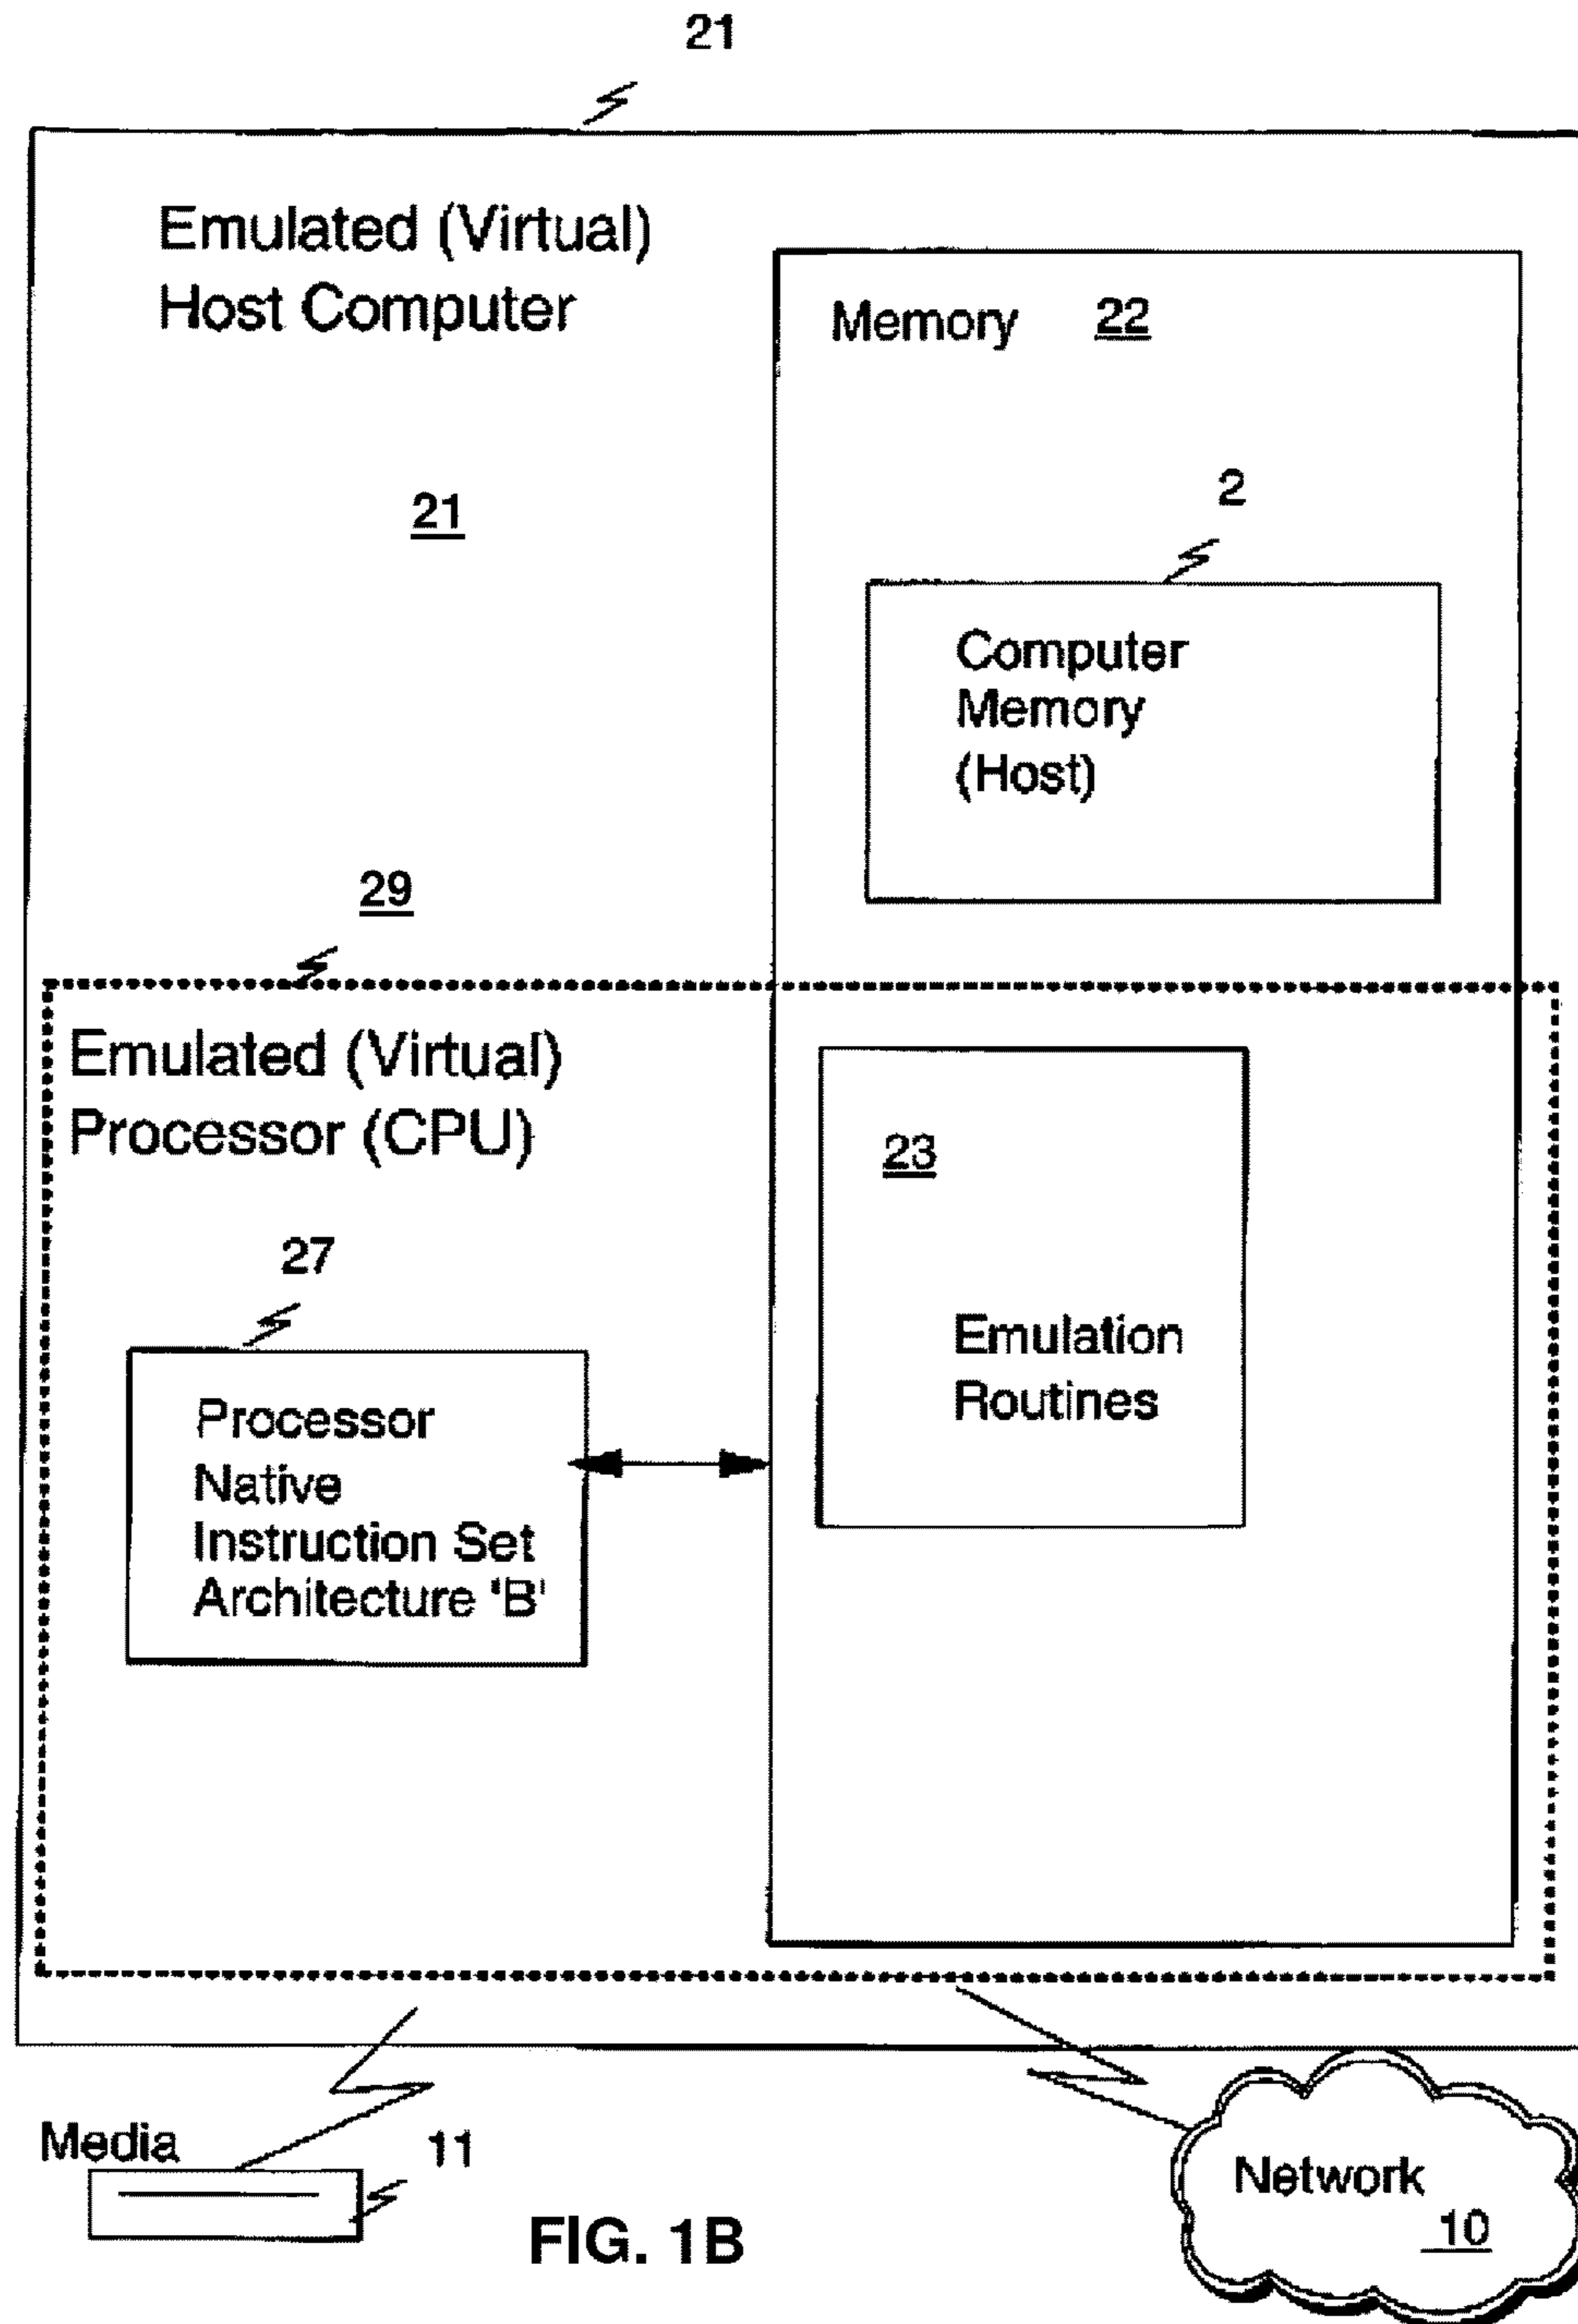 21
Emulated (Virtual)
Host Computer
21
Memory 22
2
Computer
Memory
(Host)
29
Emulated (Virtual)
Processor (CPU)
27
Processor
Native
Instruction Set
Architecture 'B'
23
Emulation
Routines
Media
11
Network
10
FIG. 1B